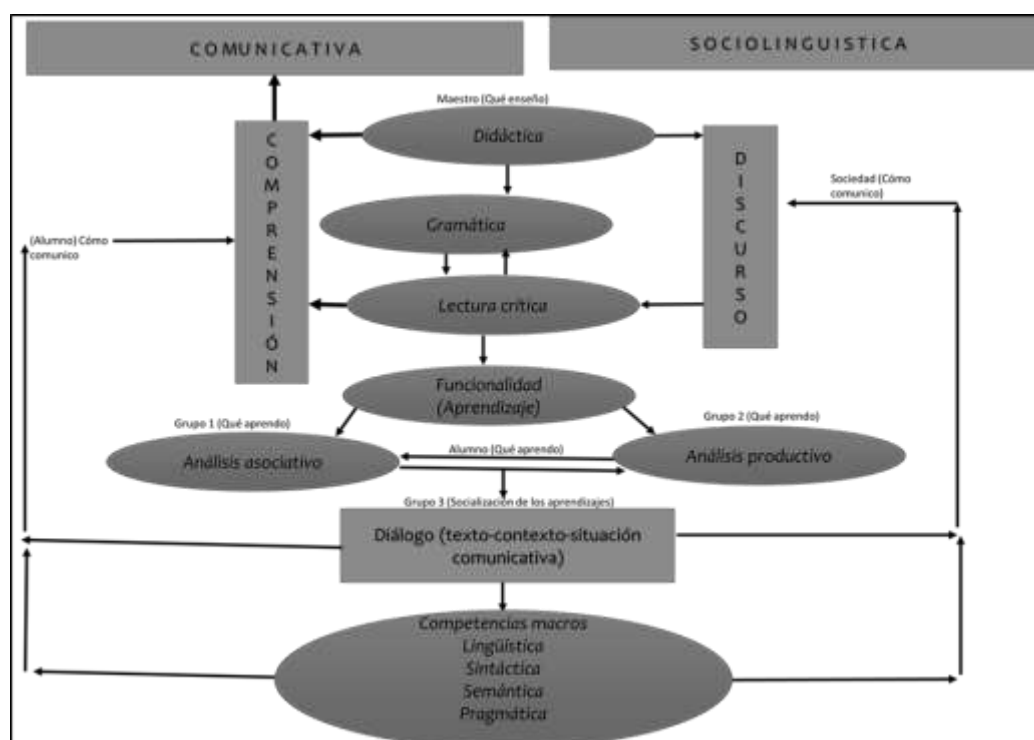 COMUNICATIVA
SOCIOLINGUISTICA
Maestro (Qué enseño)
Didáctica
COMPRENSIÓN
DISCURSO
Sociedad (Cómo
comunico)
Gramática
(Alumno) Cómo
comunico
Lectura crítica
Funcionalidad
(Aprendizaje)
Grupo 1 (Qué aprendo)
Grupo 2 (Qué aprendo)
Alumno (Qué aprendo)
Análisis asociativo
Análisis productivo
Grupo 3 (Socialización de los aprendizajes)
Diálogo (texto-contexto-situación
comunicativa)
Competencias macros
Lingüística
Sintáctica
Semántica
Pragmática